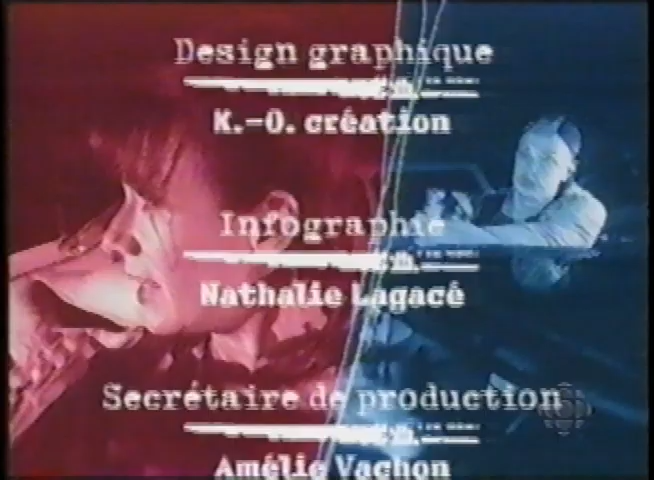 Design graphique
K.-O. création
Infographie
Nathalie Lagacé
Secrétaire de production
Amélie Vachon